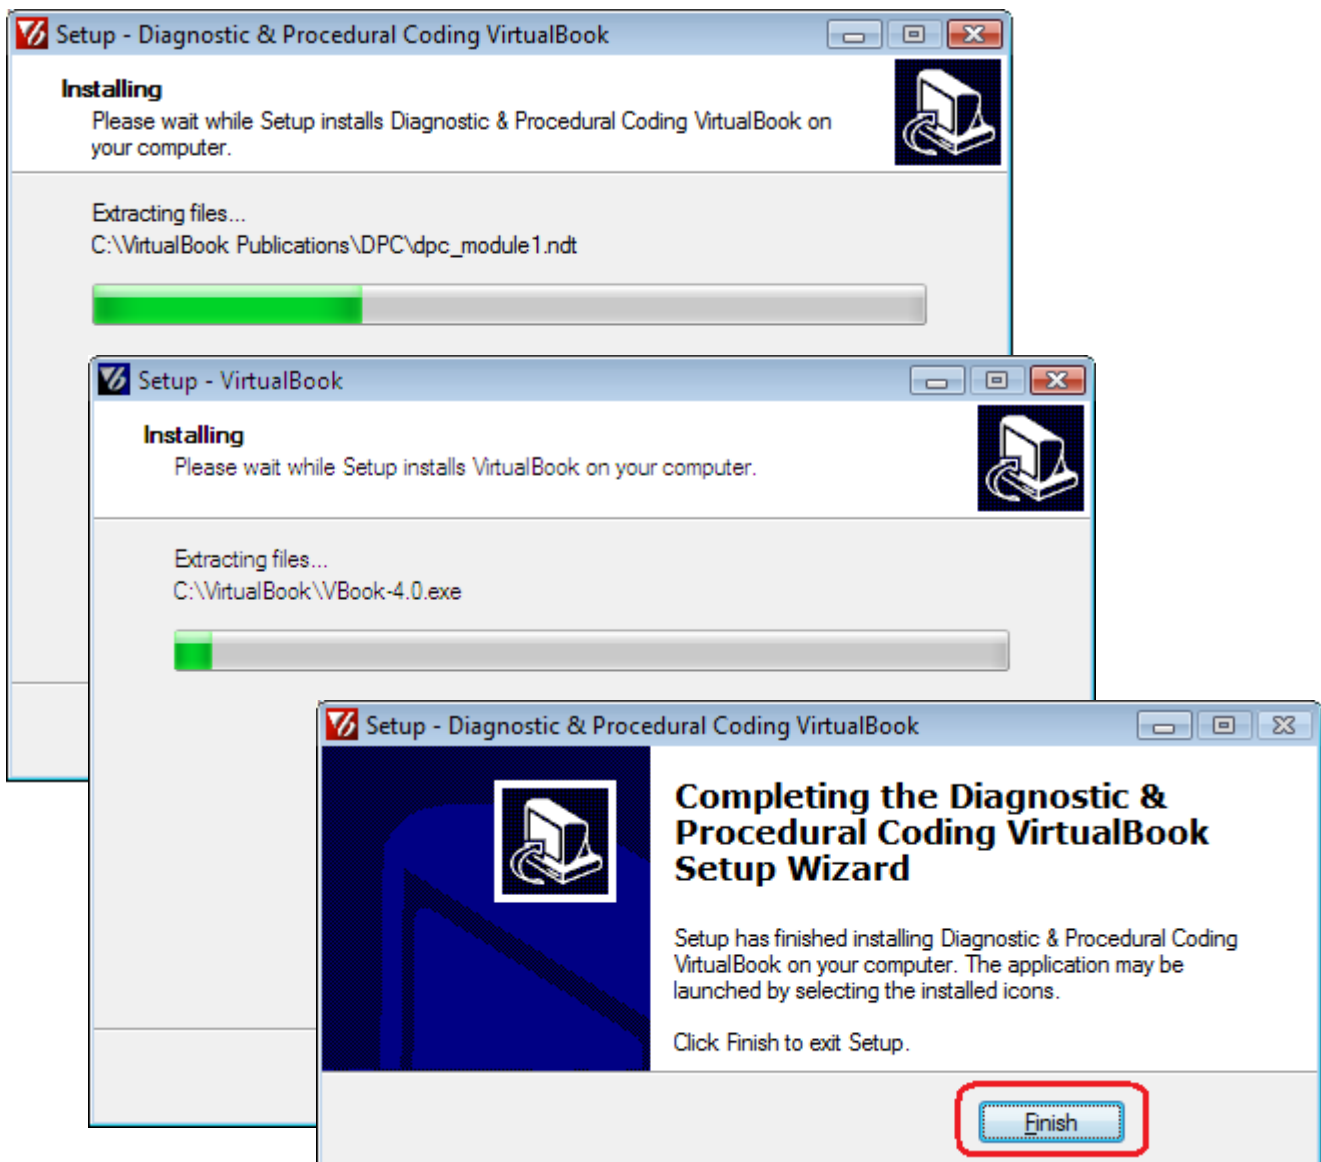 Setup - Diagnostic & Procedural Coding VirtualBook
Installing
Please wait while Setup installs Diagnostic & Procedural Coding VirtualBook on
your computer.
Extracting files...
C:\VirtualBook Publications\DPC\dpc_module1.ndt
Setup - VirtualBook
Installing
Please wait while Setup installs VirtualBook on your computer.
Extracting files...
C:\VirtualBook\VBook-4.0.exe
Setup - Diagnostic & Procedural Coding VirtualBook
Completing the Diagnostic &
Procedural Coding VirtualBook
Setup Wizard
Setup has finished installing Diagnostic & Procedural Coding
VirtualBook on your computer. The application may be
launched by selecting the installed icons.
Click Finish to exit Setup.
Finish